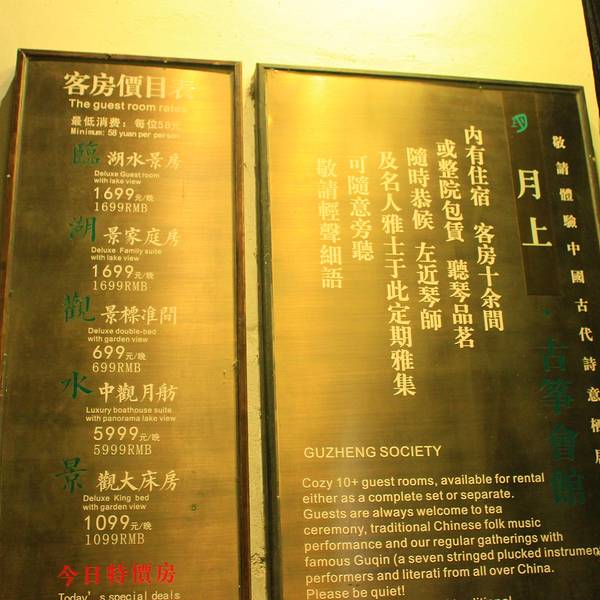 客房價目表
The guest room rates
最低消费：每位58元
Minimum: 58 yuan per person
臨湖水景房
Deluxe Guest room
with lake view
1699元/晚
1699RMB
湖景家庭房
Deluxe Family suite
with lake view
1699元/晚
1699RMB
觀景標準間
Deluxe double-bed
with garden view
699元/晚
699RMB
水中觀月舫
Luxury boathouse suite
with panorama lake view
5999元/晚
5999RMB
景觀大床房
Deluxe King bed
with garden view
1099元/晚
1099RMB
今日特價房
Today's special deals
敬請體驗中國古代詩意棲居
月上·古筝會館
内有住宿 客房十余間
或整院包賃 聽琴品茗
隨時恭候 左近琴師
及名人雅士于此定期雅集
可隨意旁聽
敬請輕聲細語
GUZHENG SOCIETY
Cozy 10+ guest rooms, available for rental
either as a complete set or separate.
Guests are always welcome to tea
ceremony, traditional Chinese folk music
performance and our regular gatherings with
famous Guqin (a seven stringed plucked instrument)
performers and literati from all over China.
Please be quiet!